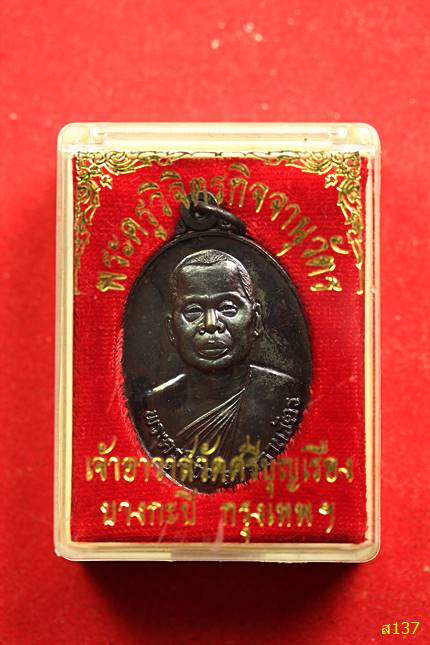 พระครูวิจิตรกิจจานุวัตร
เจ้าอาวาสวัดศรีบุญเรือง
บางกะปิ กรุงเทพฯ
ส137